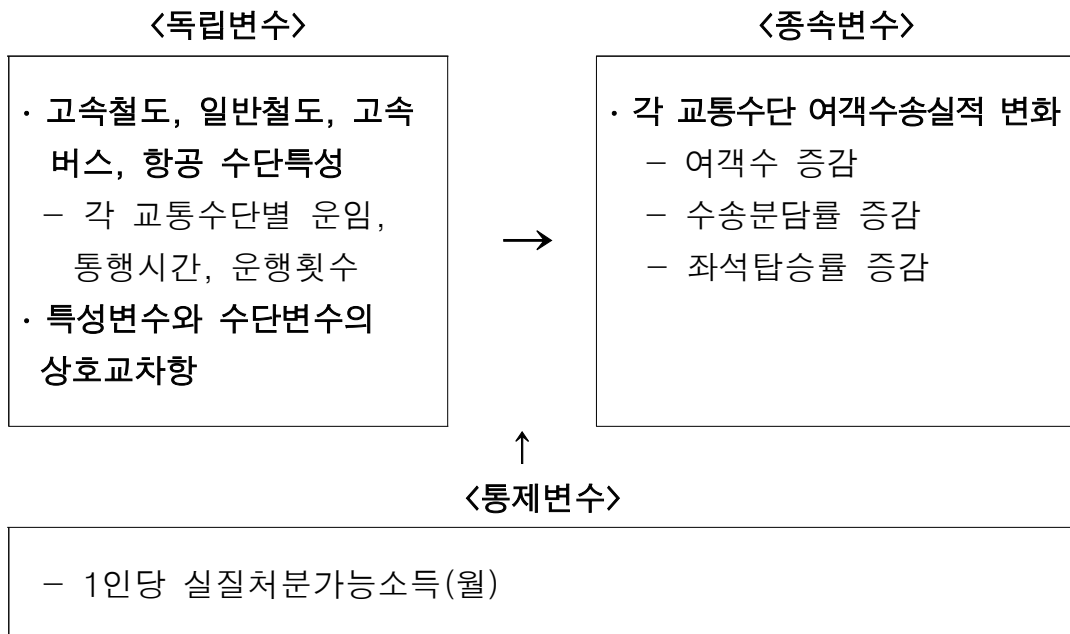 <독립변수>
· 고속철도, 일반철도, 고속
버스, 항공 수단특성
– 각 교통수단별 운임,
통행시간, 운행횟수
· 특성변수와 수단변수의
상호교차항
→
<종속변수>
· 각 교통수단 여객수송실적 변화
– 여객수 증감
– 수송분담률 증감
– 좌석탑승률 증감
↑
<통제변수>
– 1인당 실질처분가능소득(월)